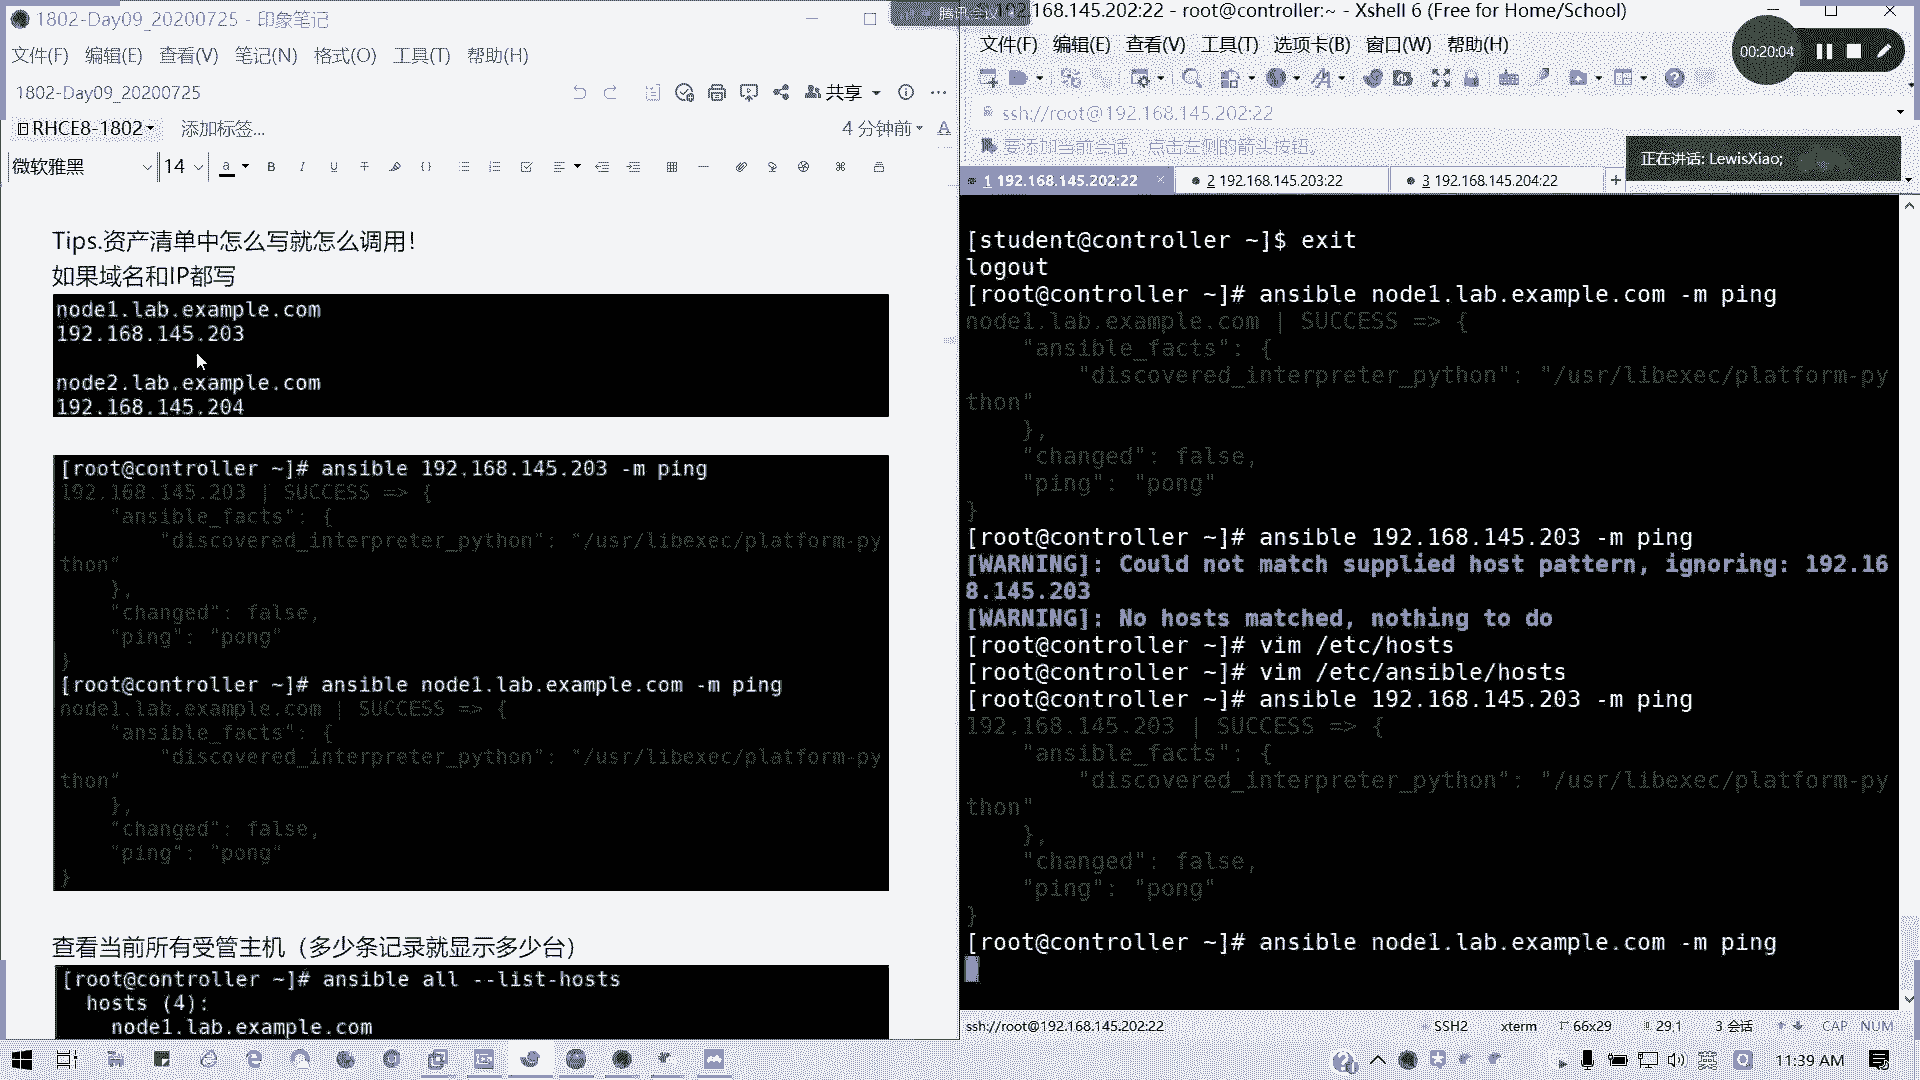 1802-Day09_20200725 - 印象笔记
文件(F) 编辑(E) 查看(V) 笔记(N) 格式(O) 工具(T) 帮助(H)
1802-Day09_20200725
共享
RHCE8-1802 添加标签...
4 分钟前
微软雅黑 14
Tips.资产清单中怎么写就怎么调用！
如果域名和IP都写
node1.lab.example.com
192.168.145.203
node2.lab.example.com
192.168.145.204
[root@controller ~]# ansible 192.168.145.203 -m ping
192.168.145.203 | SUCCESS => {
"ansible_facts": {
"discovered_interpreter_python": "/usr/libexec/platform-py
thon"
},
"changed": false,
"ping": "pong"
}
[root@controller ~]# ansible node1.lab.example.com -m ping
node1.lab.example.com | SUCCESS => {
"ansible_facts": {
"discovered_interpreter_python": "/usr/libexec/platform-py
thon"
},
"changed": false,
"ping": "pong"
}
查看当前所有受管主机（多少条记录就显示多少台）
[root@controller ~]# ansible all --list-hosts
hosts (4):
node1.lab.example.com
腾讯会议
.168.145.202:22 - root@controller:~ - Xshell 6 (Free for Home/School)
文件(F) 编辑(E) 查看(V) 工具(T) 选项卡(B) 窗口(W) 帮助(H)
00:20:04
ssh://root@192.168.145.202:22
要添加当前会话，点击左侧的箭头按钮。
正在讲话: LewisXiao;
1 192.168.145.202:22 × 2 192.168.145.203:22 3 192.168.145.204:22 +
[student@controller ~]$ exit
logout
[root@controller ~]# ansible node1.lab.example.com -m ping
node1.lab.example.com | SUCCESS => {
"ansible_facts": {
"discovered_interpreter_python": "/usr/libexec/platform-py
thon"
},
"changed": false,
"ping": "pong"
}
[root@controller ~]# ansible 192.168.145.203 -m ping
[WARNING]: Could not match supplied host pattern, ignoring: 192.16
8.145.203
[WARNING]: No hosts matched, nothing to do
[root@controller ~]# vim /etc/hosts
[root@controller ~]# vim /etc/ansible/hosts
[root@controller ~]# ansible 192.168.145.203 -m ping
192.168.145.203 | SUCCESS => {
"ansible_facts": {
"discovered_interpreter_python": "/usr/libexec/platform-py
thon"
},
"changed": false,
"ping": "pong"
}
[root@controller ~]# ansible node1.lab.example.com -m ping
ssh://root@192.168.145.202:22 SSH2 xterm 66x29 29:1 3 会话 CAP NUM
英 11:39 AM